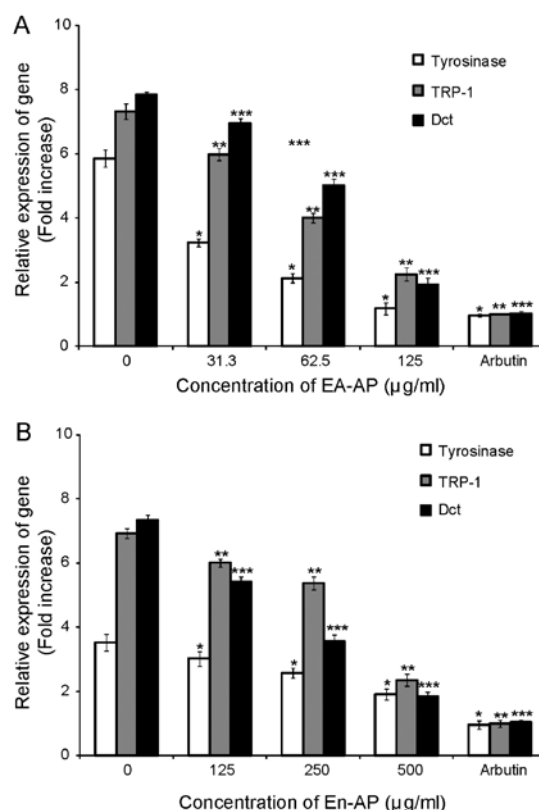 A
10
8
6
4
2
0
Relative expression of gene
(Fold increase)
Tyrosinase
TRP-1
Dct
* ** ***
* ** *** ***
* ** ***
* ** ***
0 31.3 62.5 125 Arbutin
Concentration of EA-AP (µg/ml)
B
10
8
6
4
2
0
Relative expression of gene
(Fold increase)
Tyrosinase
TRP-1
Dct
* ** ***
* ** ***
* ** ***
* ** ***
0 125 250 500 Arbutin
Concentration of En-AP (µg/ml)